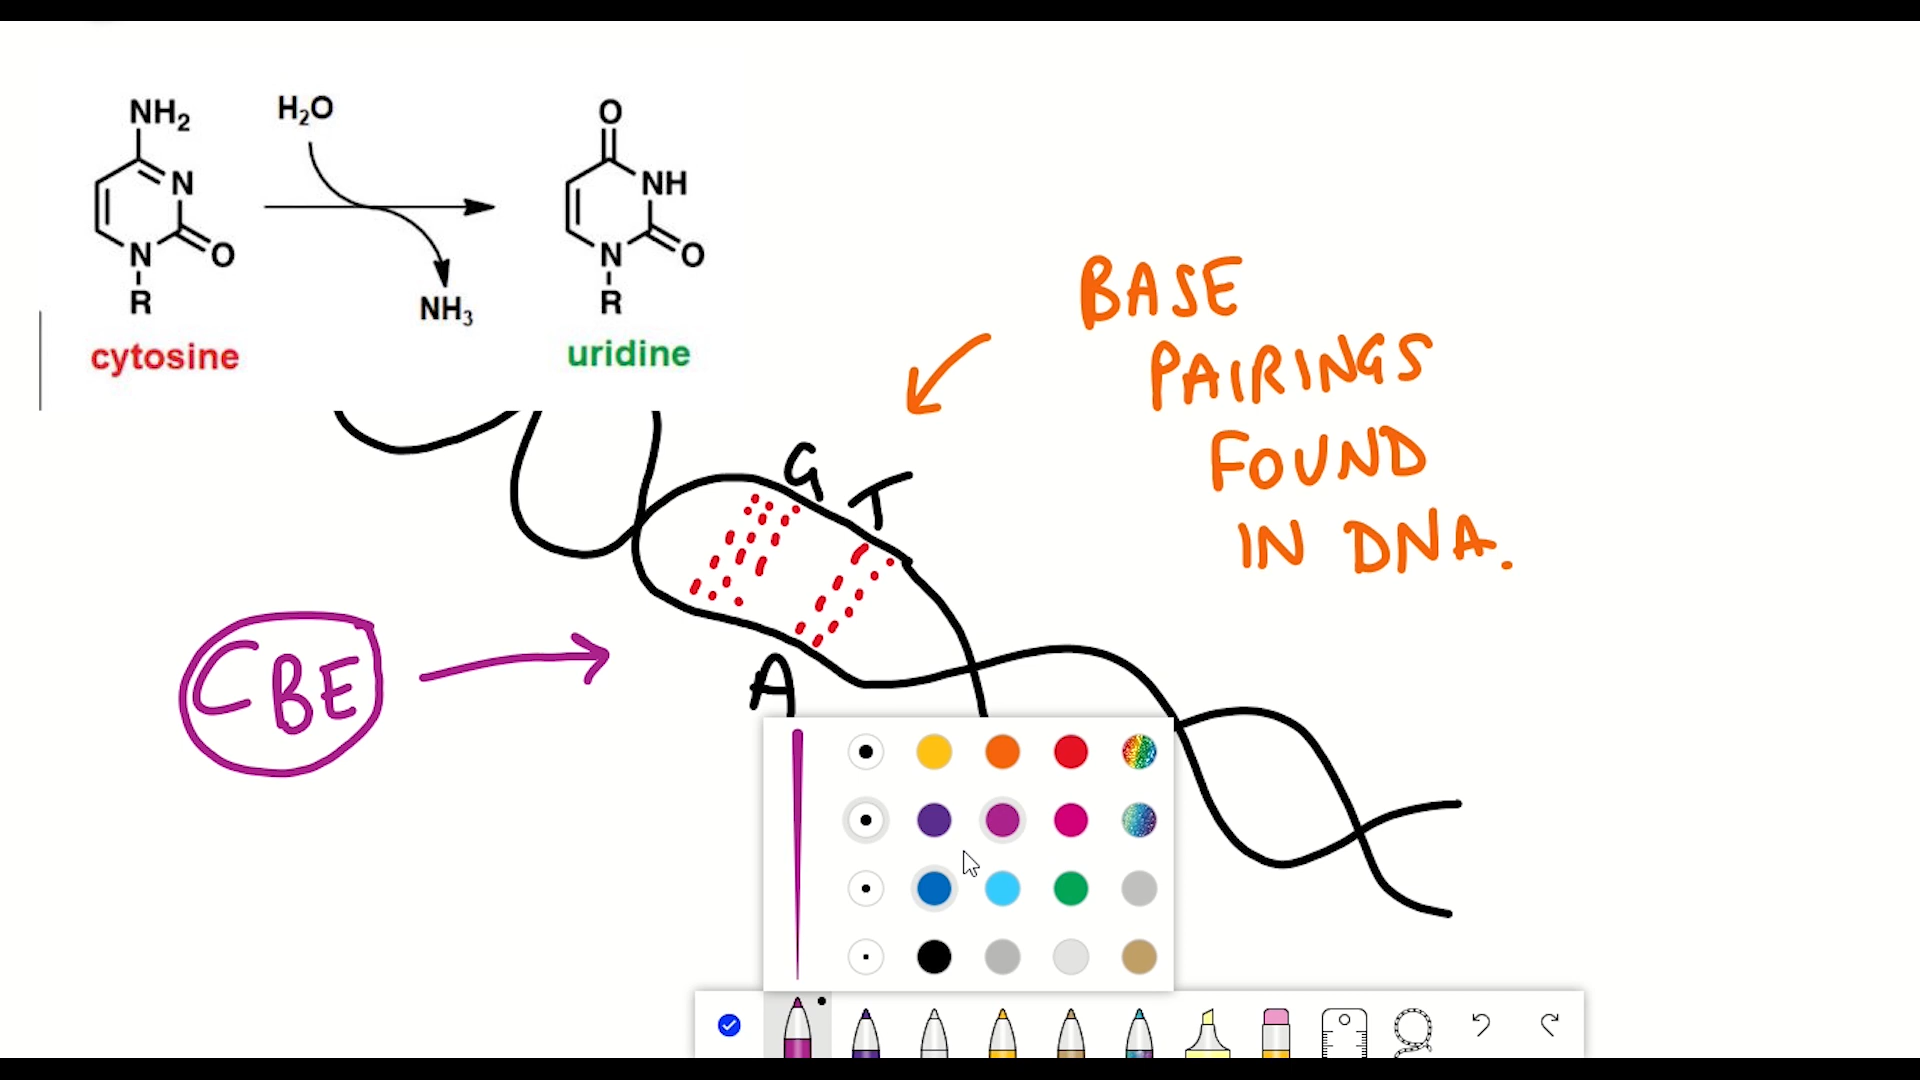 NH₂
H₂O
O
N
NH
N
O
N
O
R
NH₃
R
cytosine
uridine
BASE
PAIRINGS
FOUND
IN DNA.
G
T
CBE
A